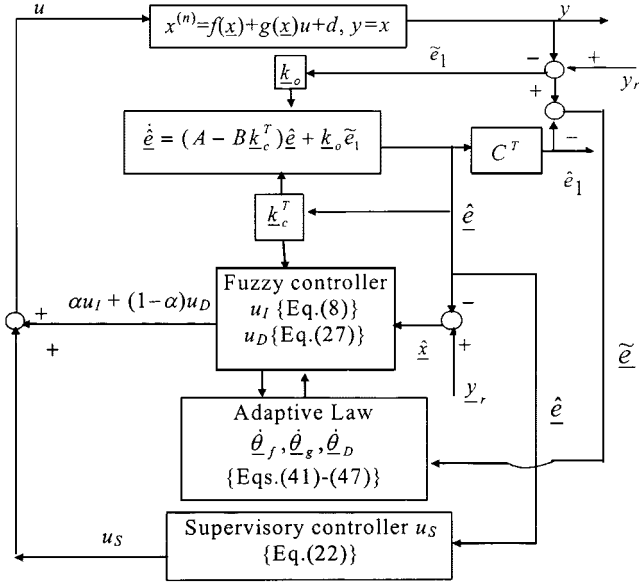 u
x⁽ⁿ⁾=f(x)+g(x)u+d, y=x
y
ẽ₁
−
+
y_r
k_o
+
ė̂ = (A − Bk_c^T)ê + k_o ẽ₁
C^T
−
ê₁
k_c^T
ê
Fuzzy controller
u_I {Eq.(8)}
u_D{Eq.(27)}
αu_I + (1−α)u_D
+
+
−
x̂
+
y_r
ẽ
ê
Adaptive Law
θ̇_f, θ̇_g, θ̇_D
{Eqs.(41)-(47)}
u_S
Supervisory controller u_S
{Eq.(22)}